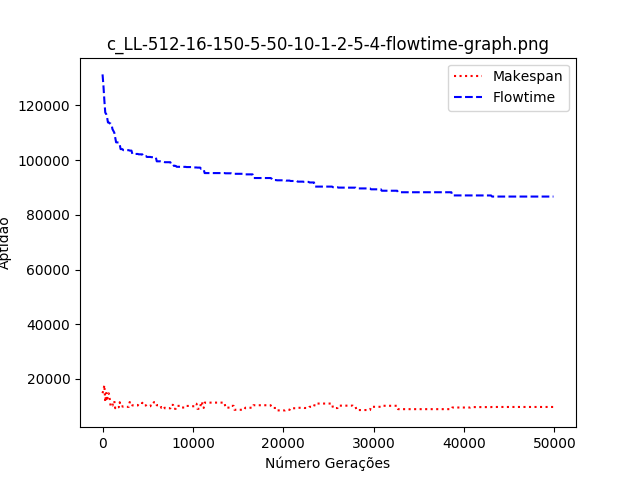 c_LL-512-16-150-5-50-10-1-2-5-4-flowtime-graph.png
Makespan
Flowtime
120000
100000
80000
60000
40000
20000
Aptidão
0 10000 20000 30000 40000 50000
Número Gerações